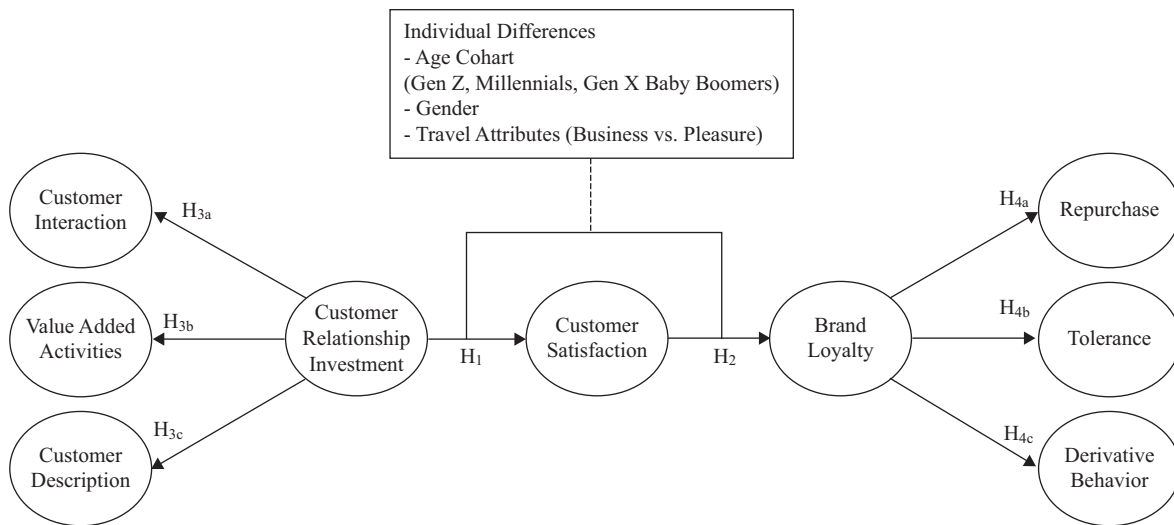 Individual Differences
- Age Cohart
(Gen Z, Millennials, Gen X Baby Boomers)
- Gender
- Travel Attributes (Business vs. Pleasure)
Customer
Interaction
H3a
Value Added
Activities
H3b
Customer
Description
H3c
Customer
Relationship
Investment
H1
Customer
Satisfaction
H2
Brand
Loyalty
H4a
Repurchase
H4b
Tolerance
H4c
Derivative
Behavior